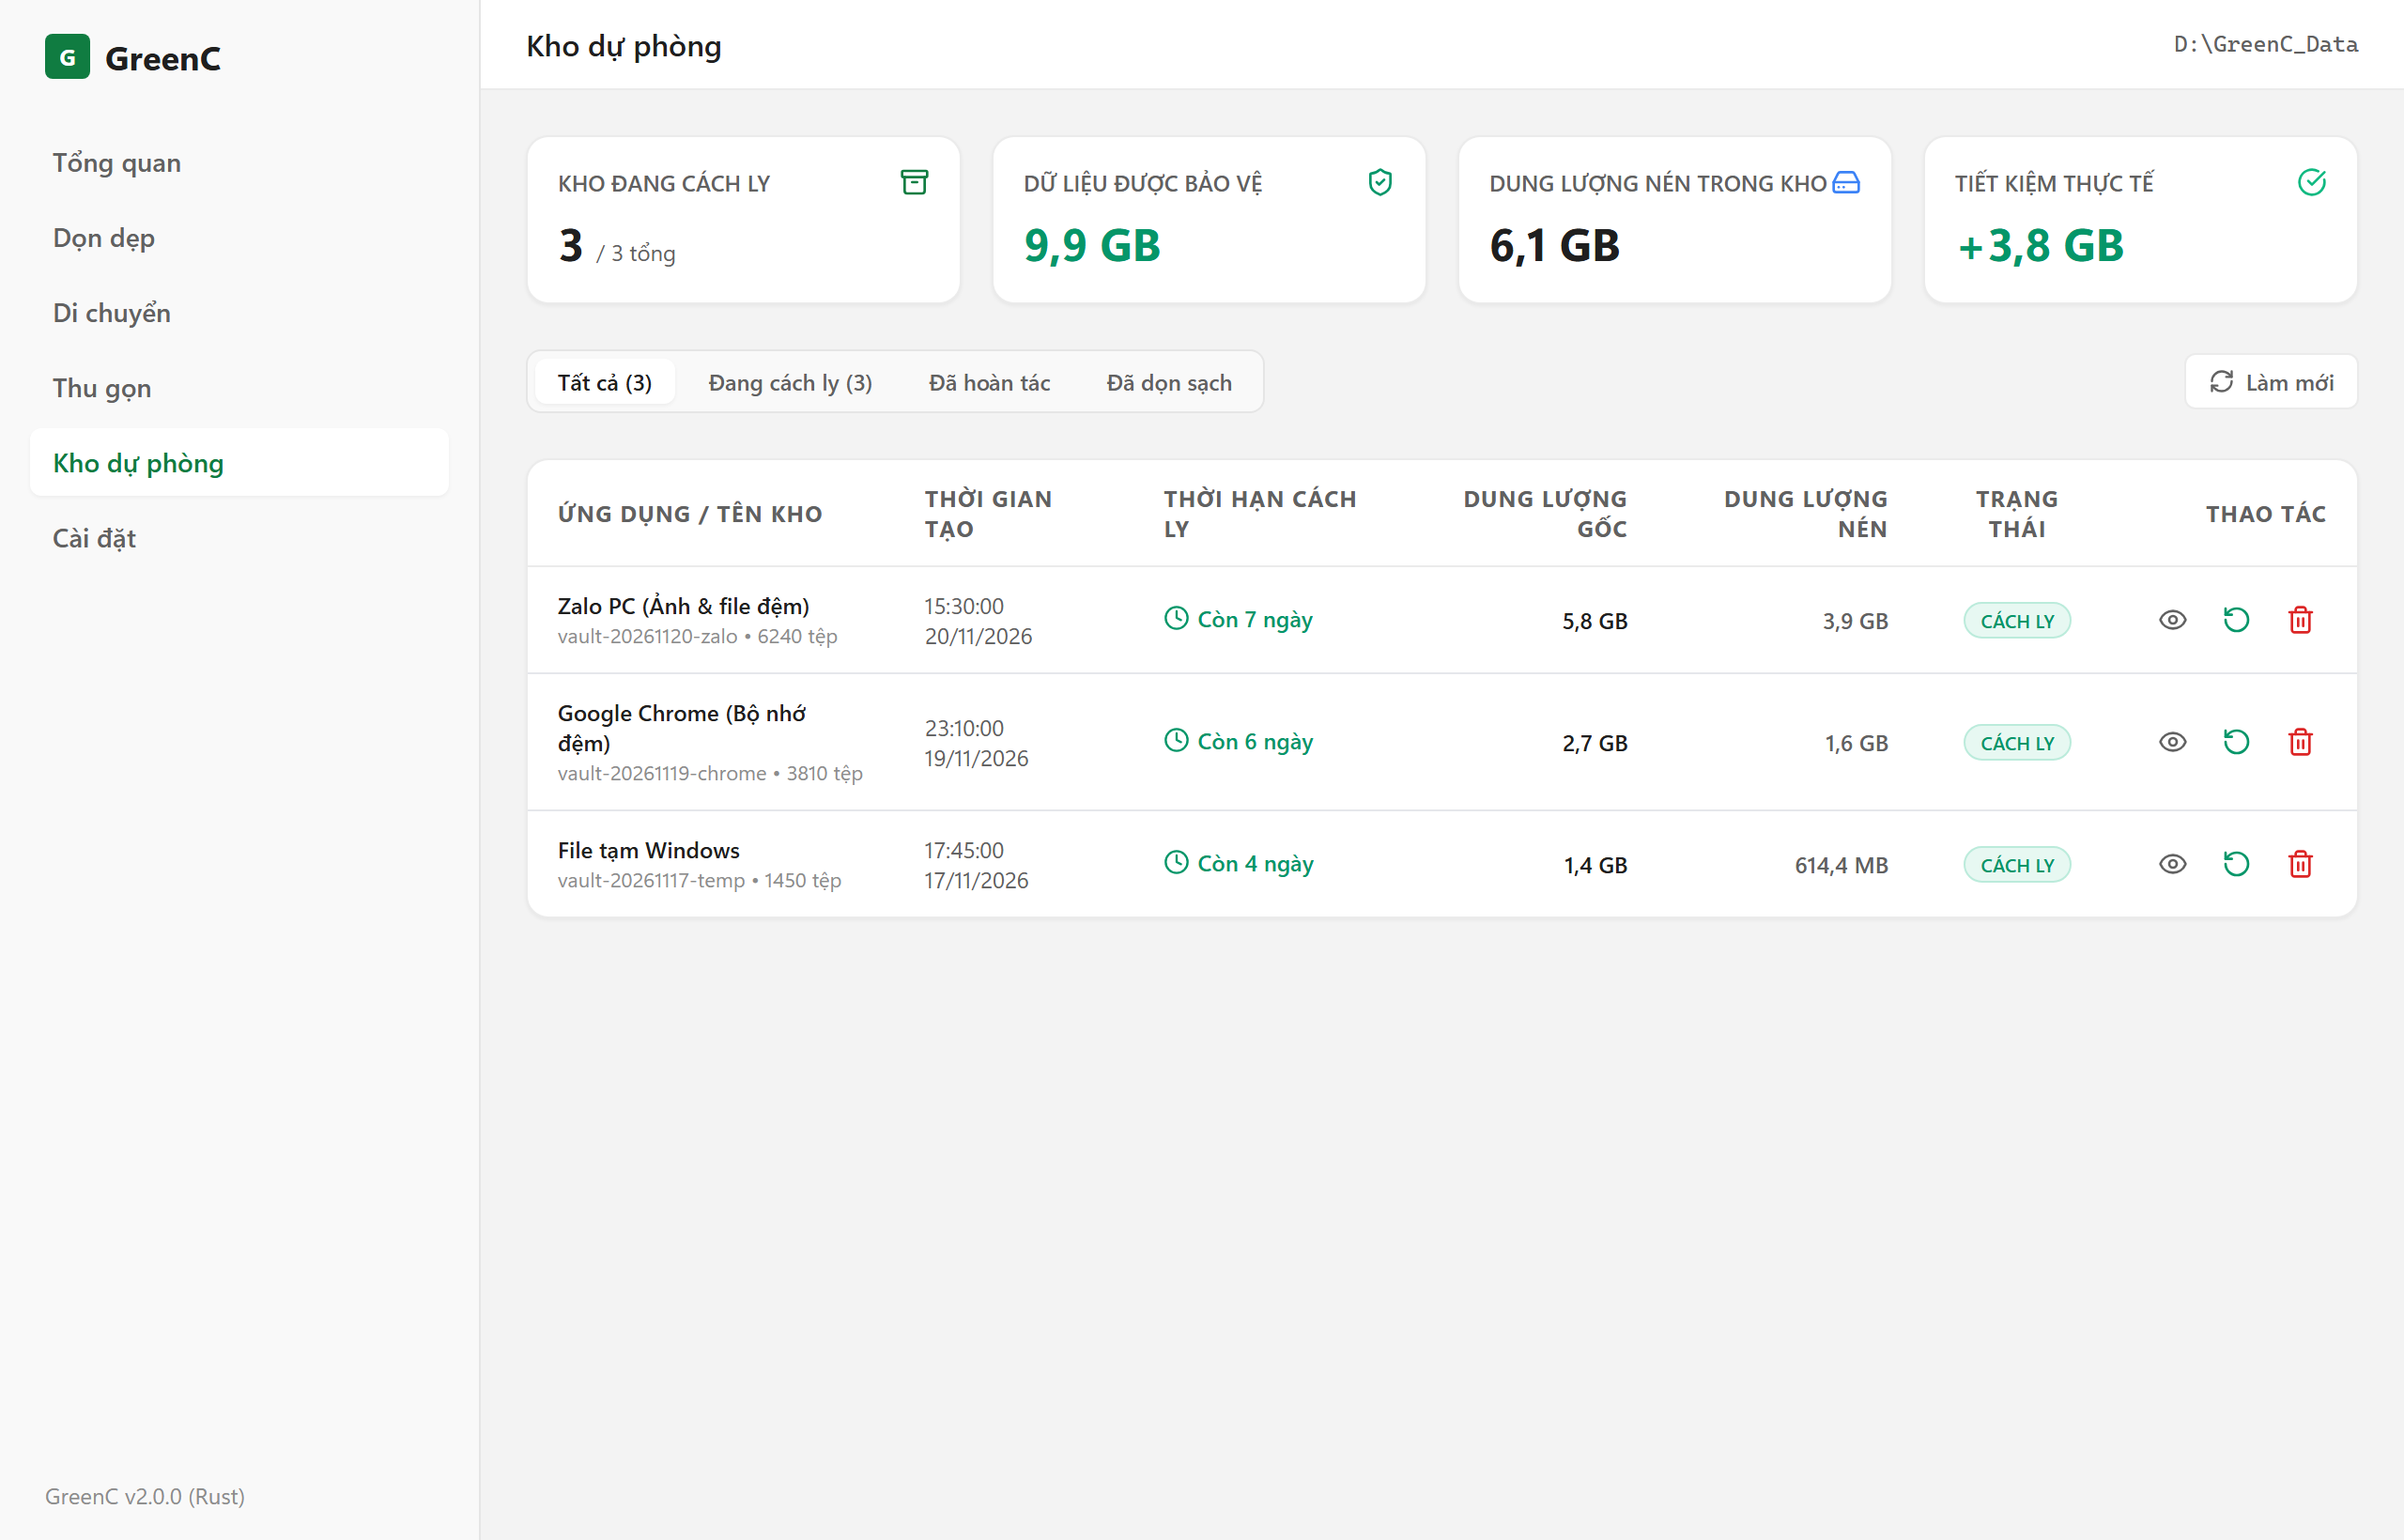 G GreenC
Tổng quan
Dọn dẹp
Di chuyển
Thu gọn
Kho dự phòng
Cài đặt
GreenC v2.0.0 (Rust)
Kho dự phòng
D:\GreenC_Data
KHO ĐANG CÁCH LY
3 / 3 tổng
DỮ LIỆU ĐƯỢC BẢO VỆ
9,9 GB
DUNG LƯỢNG NÉN TRONG KHO
6,1 GB
TIẾT KIỆM THỰC TẾ
+3,8 GB
Tất cả (3)
Đang cách ly (3)
Đã hoàn tác
Đã dọn sạch
Làm mới
ỨNG DỤNG / TÊN KHO
THỜI GIAN
TẠO
THỜI HẠN CÁCH
LY
DUNG LƯỢNG
GỐC
DUNG LƯỢNG
NÉN
TRẠNG
THÁI
THAO TÁC
Zalo PC (Ảnh & file đệm)
vault-20261120-zalo • 6240 tệp
15:30:00
20/11/2026
Còn 7 ngày
5,8 GB
3,9 GB
CÁCH LY
Google Chrome (Bộ nhớ
đệm)
vault-20261119-chrome • 3810 tệp
23:10:00
19/11/2026
Còn 6 ngày
2,7 GB
1,6 GB
CÁCH LY
File tạm Windows
vault-20261117-temp • 1450 tệp
17:45:00
17/11/2026
Còn 4 ngày
1,4 GB
614,4 MB
CÁCH LY